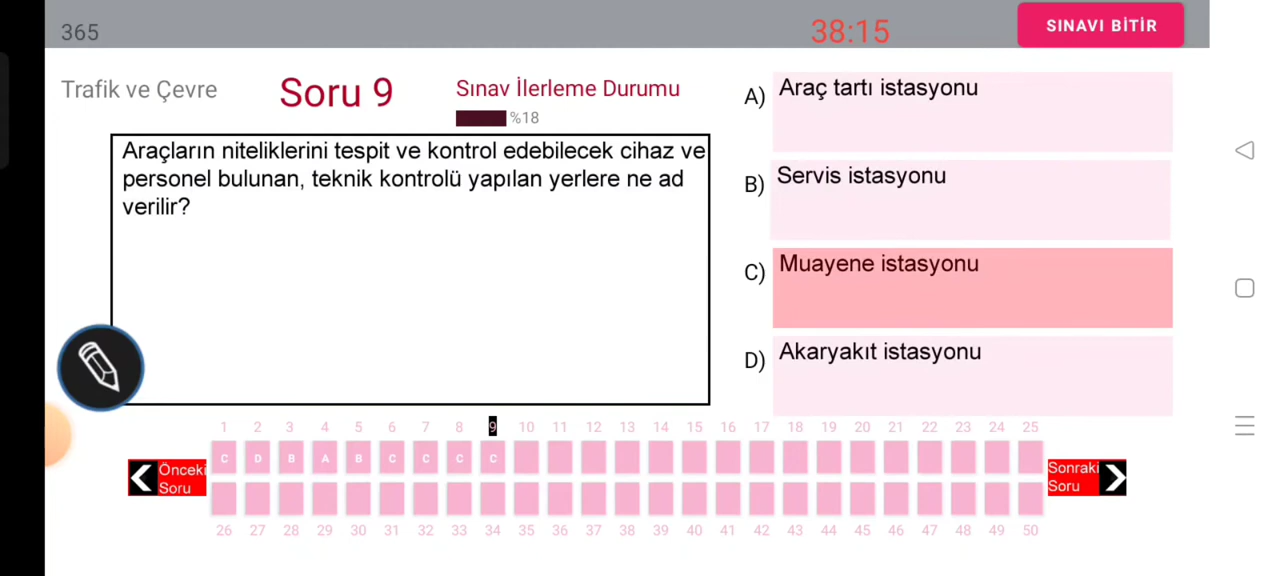 365
38:15
SINAVI BİTİR
Trafik ve Çevre
Soru 9
Sınav İlerleme Durumu
%18
Araçların niteliklerini tespit ve kontrol edebilecek cihaz ve
personel bulunan, teknik kontrolü yapılan yerlere ne ad
verilir?
A) Araç tartı istasyonu
B) Servis istasyonu
C) Muayene istasyonu
D) Akaryakıt istasyonu
1 2 3 4 5 6 7 8 9 10 11 12 13 14 15 16 17 18 19 20 21 22 23 24 25
C D B A B C C C C
Önceki
Soru
Sonraki
Soru
26 27 28 29 30 31 32 33 34 35 36 37 38 39 40 41 42 43 44 45 46 47 48 49 50